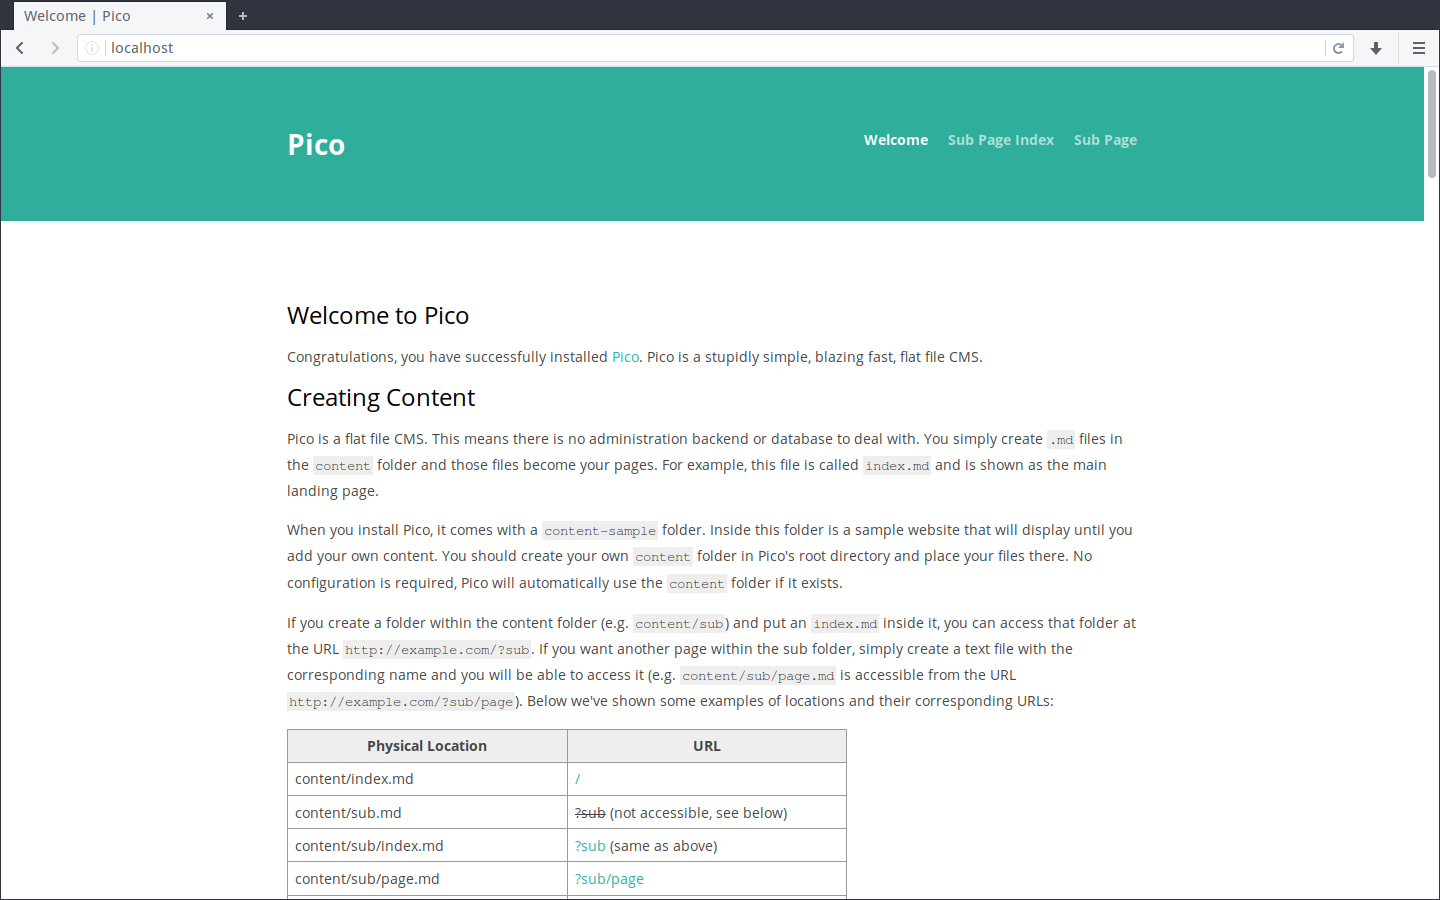 Welcome | Pico
localhost
Pico
Welcome Sub Page Index Sub Page
Welcome to Pico
Congratulations, you have successfully installed Pico. Pico is a stupidly simple, blazing fast, flat file CMS.
Creating Content
Pico is a flat file CMS. This means there is no administration backend or database to deal with. You simply create .md files in
the content folder and those files become your pages. For example, this file is called index.md and is shown as the main
landing page.
When you install Pico, it comes with a content-sample folder. Inside this folder is a sample website that will display until you
add your own content. You should create your own content folder in Pico's root directory and place your files there. No
configuration is required, Pico will automatically use the content folder if it exists.
If you create a folder within the content folder (e.g. content/sub) and put an index.md inside it, you can access that folder at
the URL http://example.com/?sub. If you want another page within the sub folder, simply create a text file with the
corresponding name and you will be able to access it (e.g. content/sub/page.md is accessible from the URL
http://example.com/?sub/page). Below we've shown some examples of locations and their corresponding URLs:
Physical Location URL
content/index.md /
content/sub.md ?sub (not accessible, see below)
content/sub/index.md ?sub (same as above)
content/sub/page.md ?sub/page